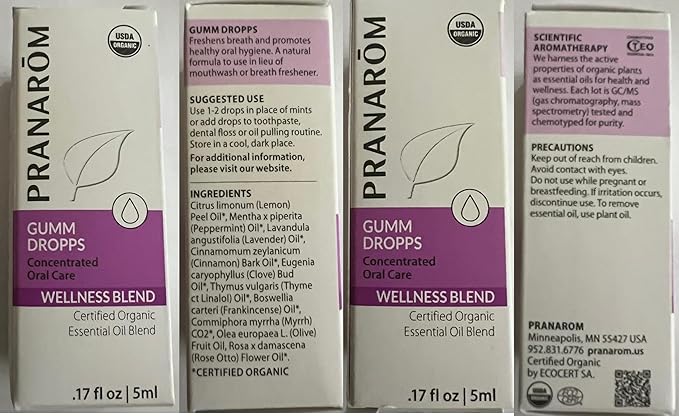 PRANARŌM
USDA
ORGANIC
GUMM
DROPPS
Concentrated
Oral Care
WELLNESS BLEND
Certified Organic
Essential Oil Blend
.17 fl oz | 5ml
GUMM DROPPS
Freshens breath and promotes
healthy oral hygiene. A natural
formula to use in lieu of
mouthwash or breath freshener.
SUGGESTED USE
Use 1-2 drops in place of mints
or add drops to toothpaste,
dental floss or oil pulling routine.
Store in a cool, dark place.
For additional information,
please visit our website.
INGREDIENTS
Citrus limonum (Lemon)
Peel Oil*, Mentha x piperita
(Peppermint) Oil*, Lavandula
angustifolia (Lavender) Oil*,
Cinnamomum zeylanicum
(Cinnamon) Bark Oil*, Eugenia
caryophyllus (Clove) Bud
Oil*, Thymus vulgaris (Thyme
ct Linalol) Oil*, Boswellia
carteri (Frankincense) Oil*,
Commiphora myrrha (Myrrh)
CO2*, Olea europaea L. (Olive)
Fruit Oil, Rosa x damascena
(Rose Otto) Flower Oil*.
*CERTIFIED ORGANIC
PRANARŌM
USDA
ORGANIC
GUMM
DROPPS
Concentrated
Oral Care
WELLNESS BLEND
Certified Organic
Essential Oil Blend
.17 fl oz | 5ml
SCIENTIFIC
AROMATHERAPY
CTEO
We harness the active
properties of organic plants
as essential oils for health and
wellness. Each lot is GC/MS
(gas chromatography, mass
spectrometry) tested and
chemotyped for purity.
PRECAUTIONS
Keep out of reach from children.
Avoid contact with eyes.
Do not use while pregnant or
breastfeeding. If irritation occurs,
discontinue use. To remove
essential oil, use plant oil.
PRANAROM
Minneapolis, MN 55427 USA
952.831.6776 pranarom.us
Certified Organic
by ECOCERT SA.
USDA
ORGANIC